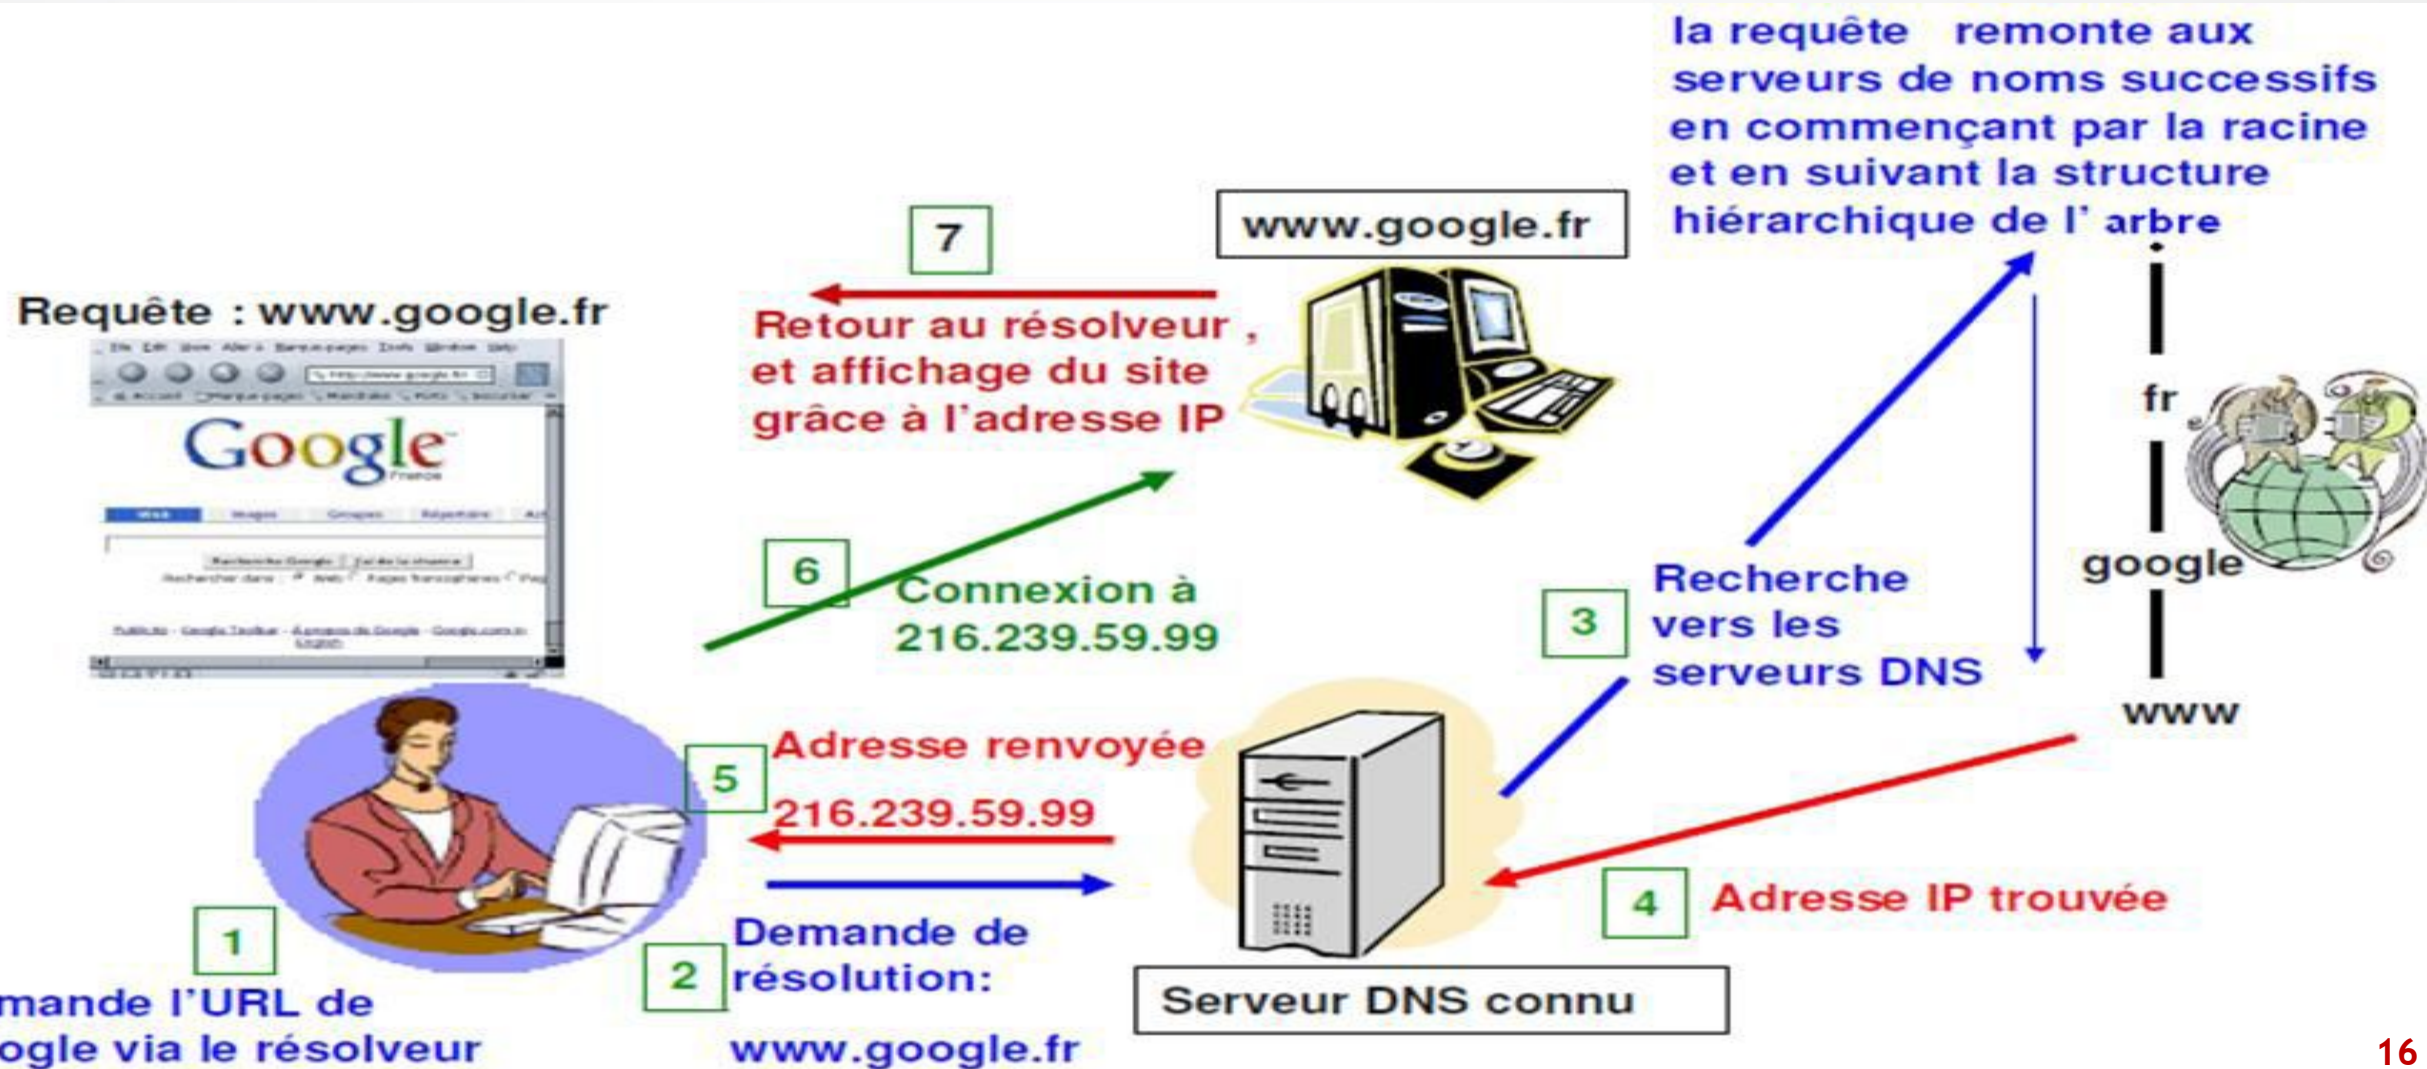 la requête remonte aux
serveurs de noms successifs
en commençant par la racine
et en suivant la structure
hiérarchique de l' arbre
7
www.google.fr
Requête : www.google.fr
Retour au résolveur ,
et affichage du site
grâce à l'adresse IP
Google
France
Web
Images
Groupes
.
fr
google
www
6
Connexion à
216.239.59.99
3
Recherche
vers les
serveurs DNS
5
Adresse renvoyée
216.239.59.99
4
Adresse IP trouvée
1
mande l'URL de
ogle via le résolveur
2
Demande de
résolution:
www.google.fr
Serveur DNS connu
16